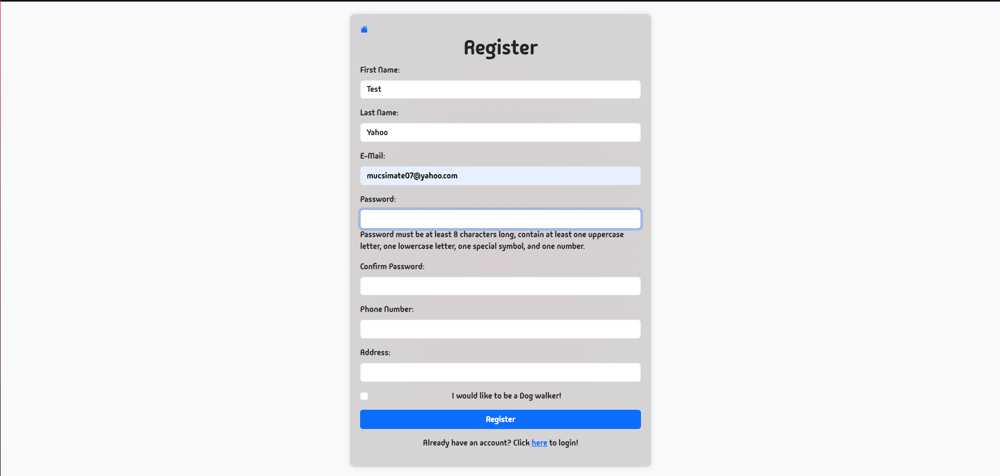 Register
First Name:
Test
Last Name:
Yahoo
E-Mail:
mucsimate07@yahoo.com
Password:
Password must be at least 8 characters long, contain at least one uppercase
letter, one lowercase letter, one special symbol, and one number.
Confirm Password:
Phone Number:
Address:
I would like to be a Dog walker!
Register
Already have an account? Click here to login!